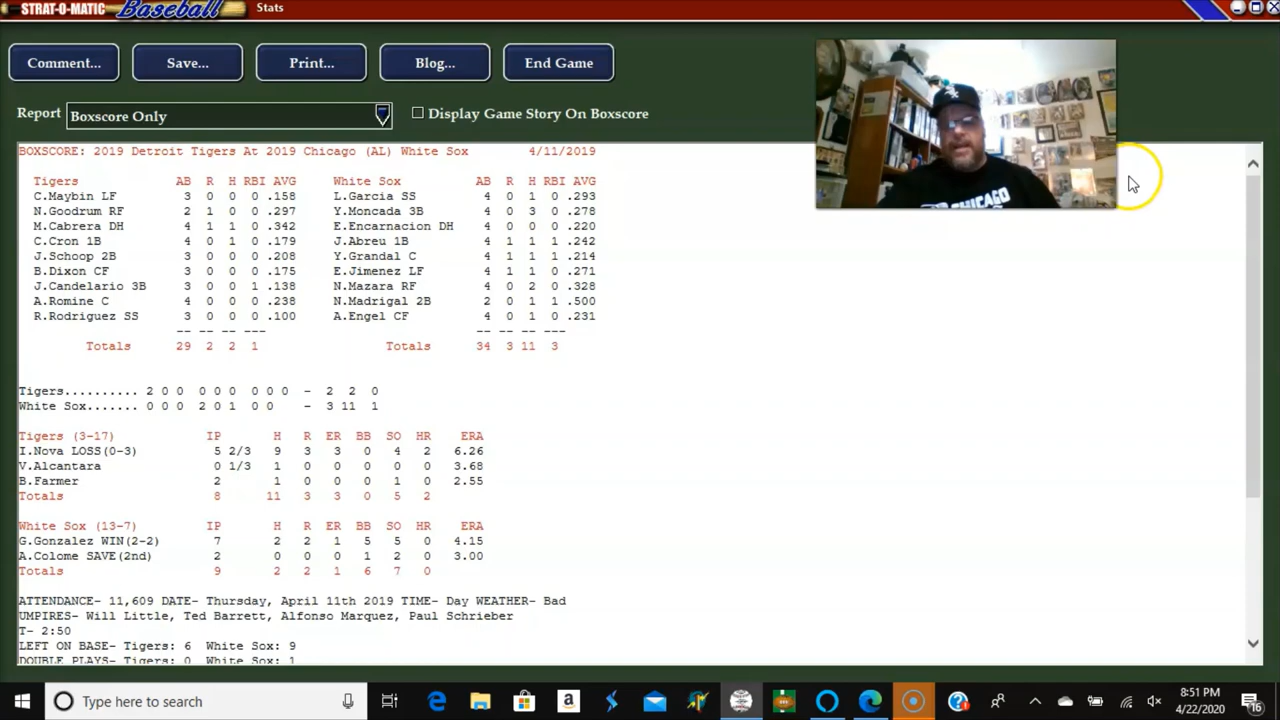 STRAT-O-MATIC Baseball Stats
Comment... Save... Print... Blog... End Game
Report Boxscore Only Display Game Story On Boxscore
BOXSCORE: 2019 Detroit Tigers At 2019 Chicago (AL) White Sox 4/11/2019
Tigers AB R H RBI AVG White Sox AB R H RBI AVG
C.Maybin LF 3 0 0 0 .158 L.Garcia SS 4 0 1 0 .293
N.Goodrum RF 2 1 0 0 .297 Y.Moncada 3B 4 0 3 0 .278
M.Cabrera DH 4 1 1 0 .342 E.Encarnacion DH 4 0 0 0 .220
C.Cron 1B 4 0 1 0 .179 J.Abreu 1B 4 1 1 1 .242
J.Schoop 2B 3 0 0 0 .208 Y.Grandal C 4 1 1 1 .214
B.Dixon CF 3 0 0 0 .175 E.Jimenez LF 4 1 1 0 .271
J.Candelario 3B 3 0 0 1 .138 N.Mazara RF 4 0 2 0 .328
A.Romine C 4 0 0 0 .238 N.Madrigal 2B 2 0 1 1 .500
R.Rodriguez SS 3 0 0 0 .100 A.Engel CF 4 0 1 0 .231
-- -- -- --- -- -- -- ---
Totals 29 2 2 1 Totals 34 3 11 3
Tigers.......... 2 0 0 0 0 0 0 0 0 - 2 2 0
White Sox....... 0 0 0 2 0 1 0 0 - 3 11 1
Tigers (3-17) IP H R ER BB SO HR ERA
I.Nova LOSS(0-3) 5 2/3 9 3 3 0 4 2 6.26
V.Alcantara 0 1/3 1 0 0 0 0 0 3.68
B.Farmer 2 1 0 0 0 1 0 2.55
Totals 8 11 3 3 0 5 2
White Sox (13-7) IP H R ER BB SO HR ERA
G.Gonzalez WIN(2-2) 7 2 2 1 5 5 0 4.15
A.Colome SAVE(2nd) 2 0 0 0 1 2 0 3.00
Totals 9 2 2 1 6 7 0
ATTENDANCE- 11,609 DATE- Thursday, April 11th 2019 TIME- Day WEATHER- Bad
UMPIRES- Will Little, Ted Barrett, Alfonso Marquez, Paul Schrieber
T- 2:50
LEFT ON BASE- Tigers: 6 White Sox: 9
DOUBLE PLAYS- Tigers: 0 White Sox: 1
CHICAGO
Type here to search
8:51 PM
4/22/2020
16